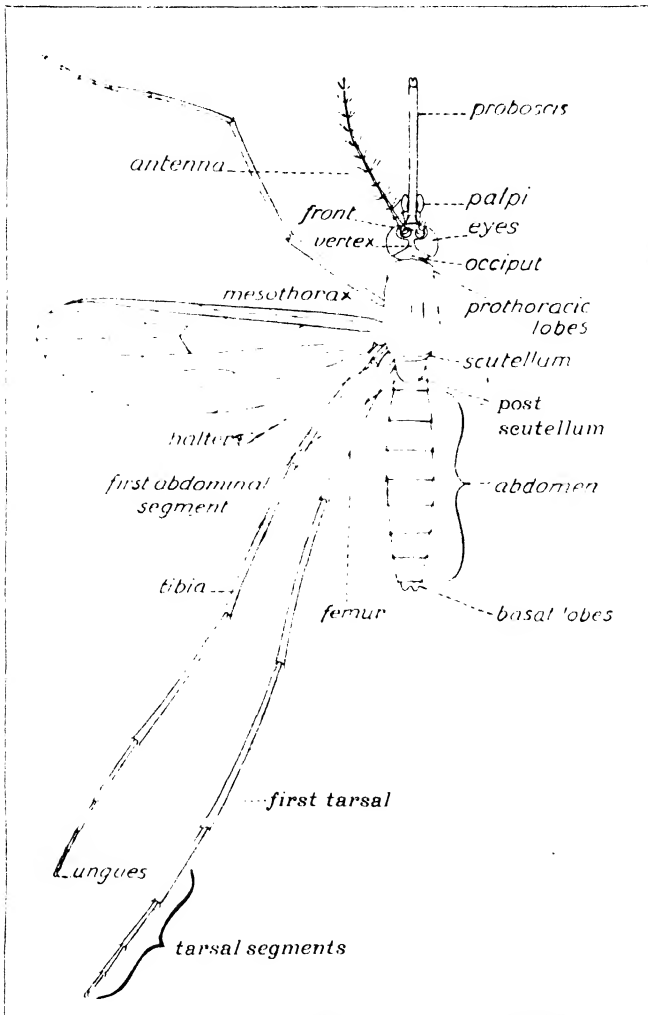 proboscis
antenna
palpi
front
eyes
vertex
occiput
mesothorax
prothoracic
lobes
scutellum
post
scutellum
halter
first abdominal
segment
abdomen
tibia
femur
basal lobes
first tarsal
ungues
tarsal segments